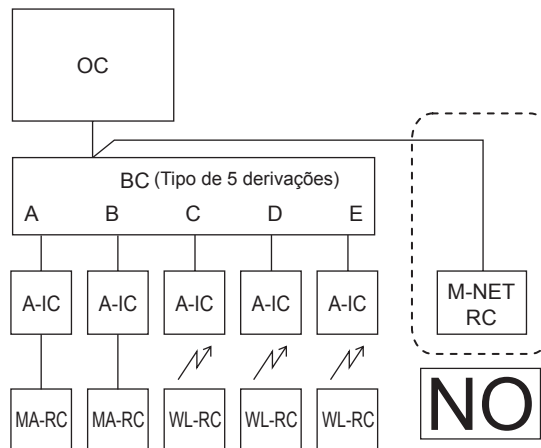 OC
BC (Tipo de 5 derivações)
A B C D E
A-IC A-IC A-IC A-IC A-IC
M-NET
RC
MA-RC MA-RC WL-RC WL-RC WL-RC
NO